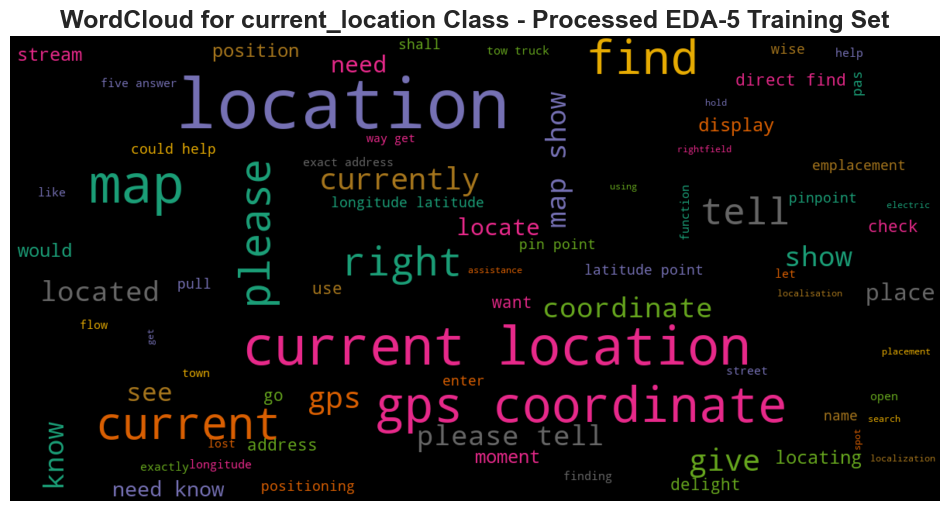 WordCloud for current_location Class - Processed EDA-5 Training Set
stream
position
shall
tow truck
find
wise
help
five answer
need
direct find
pas
location
map show
hold
display
way get
could help
rightfield
exact address
map
please
currently
emplacement
like
longitude latitude
using
function
tell
pinpoint
electric
locate
check
pin point
would
right
show
latitude point
assistance
let
pull
located
use
want
coordinate
localisation
place
flow
get
current location
placement
town
street
enter
see
go
gps
gps coordinate
open
current
name
search
know
lost
address
please tell
spot
moment
give
locating
localization
exactly
longitude
finding
need know
positioning
delight